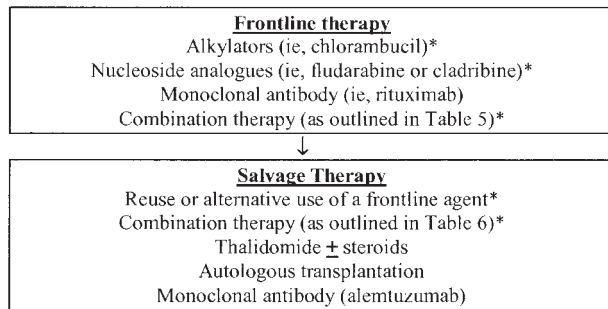 Frontline therapy
Alkylators (ie, chlorambucil)*
Nucleoside analogues (ie, fludarabine or cladribine)*
Monoclonal antibody (ie, rituximab)
Combination therapy (as outlined in Table 5)*
↓
Salvage Therapy
Reuse or alternative use of a frontline agent*
Combination therapy (as outlined in Table 6)*
Thalidomide ± steroids
Autologous transplantation
Monoclonal antibody (alemtuzumab)